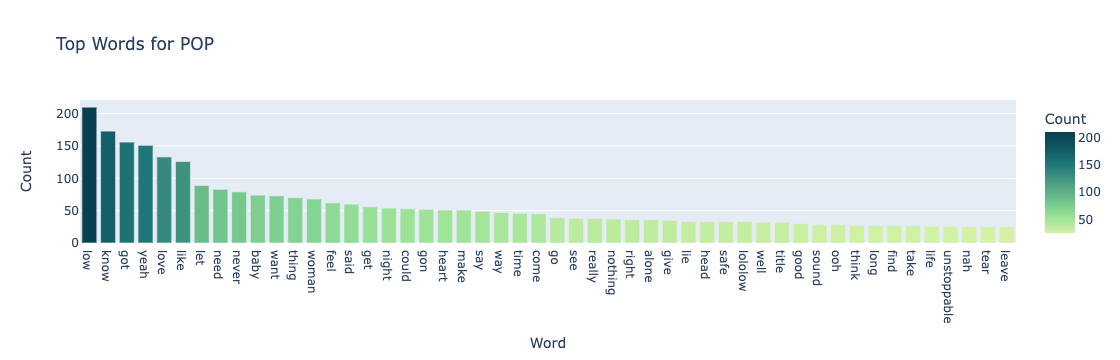 Top Words for POP
Count
200
150
100
50
0
low
know
got
yeah
love
like
let
need
never
baby
want
thing
woman
feel
said
get
night
could
gon
heart
make
say
way
time
come
go
see
really
nothing
right
alone
give
lie
head
safe
lololow
well
title
good
sound
ooh
think
long
find
take
life
unstoppable
nah
tear
leave
Word
Count
200
150
100
50